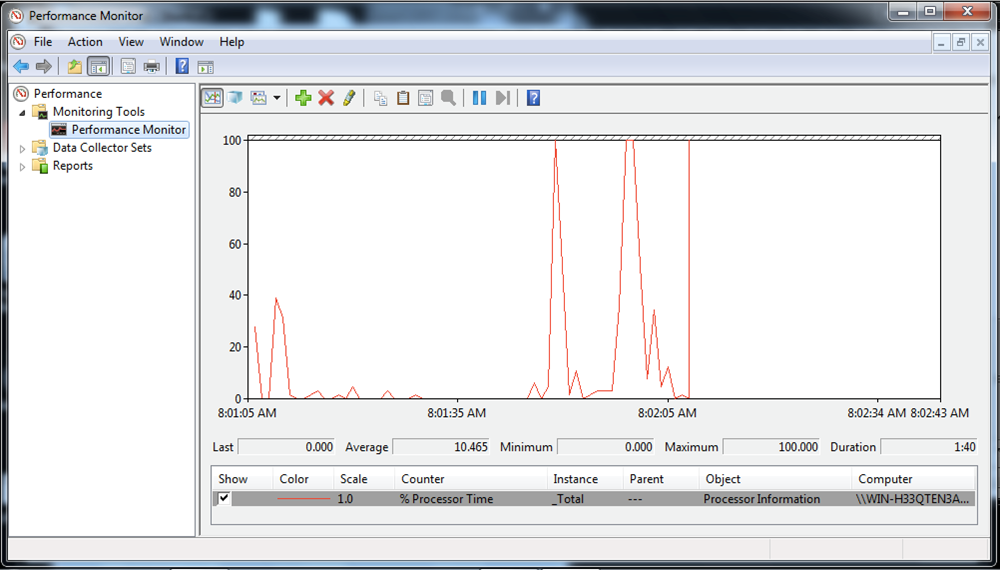 Performance Monitor
File Action View Window Help
Performance
Monitoring Tools
Performance Monitor
Data Collector Sets
Reports
100
80
60
40
20
0
8:01:05 AM 8:01:35 AM 8:02:05 AM 8:02:34 AM 8:02:43 AM
Last 0.000 Average 10.465 Minimum 0.000 Maximum 100.000 Duration 1:40
Show Color Scale Counter Instance Parent Object Computer
1.0 % Processor Time _Total --- Processor Information \\WIN-H33QTEN3A...